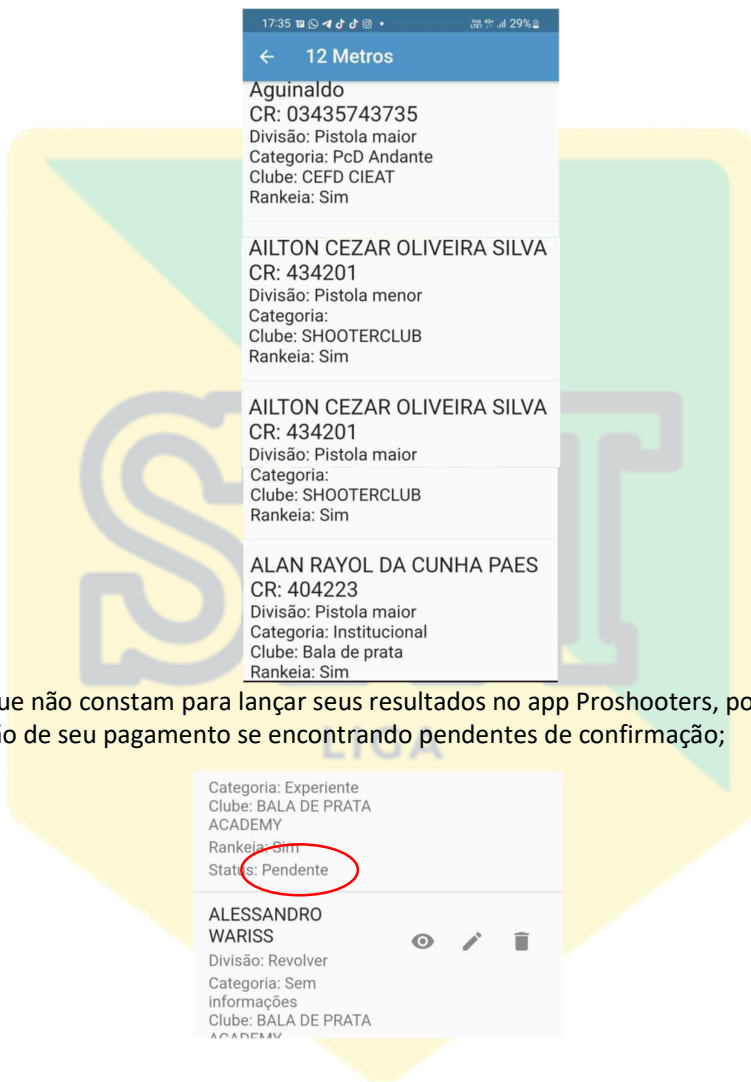 17:35
29%
12 Metros
Aguinaldo
CR: 03435743735
Divisão: Pistola maior
Categoria: PcD Andante
Clube: CEFD CIEAT
Rankeia: Sim
AILTON CEZAR OLIVEIRA SILVA
CR: 434201
Divisão: Pistola menor
Categoria:
Clube: SHOOTERCLUB
Rankeia: Sim
AILTON CEZAR OLIVEIRA SILVA
CR: 434201
Divisão: Pistola maior
Categoria:
Clube: SHOOTERCLUB
Rankeia: Sim
ALAN RAYOL DA CUNHA PAES
CR: 404223
Divisão: Pistola maior
Categoria: Institucional
Clube: Bala de prata
Rankeia: Sim
ue não constam para lançar seus resultados no app Proshooters, po
o de seu pagamento se encontrando pendentes de confirmação;
LIGA
Categoria: Experiente
Clube: BALA DE PRATA
ACADEMY
Rankeia: Sim
Status: Pendente
ALESSANDRO
WARISS
Divisão: Revolver
Categoria: Sem
informações
Clube: BALA DE PRATA
ACADEMY